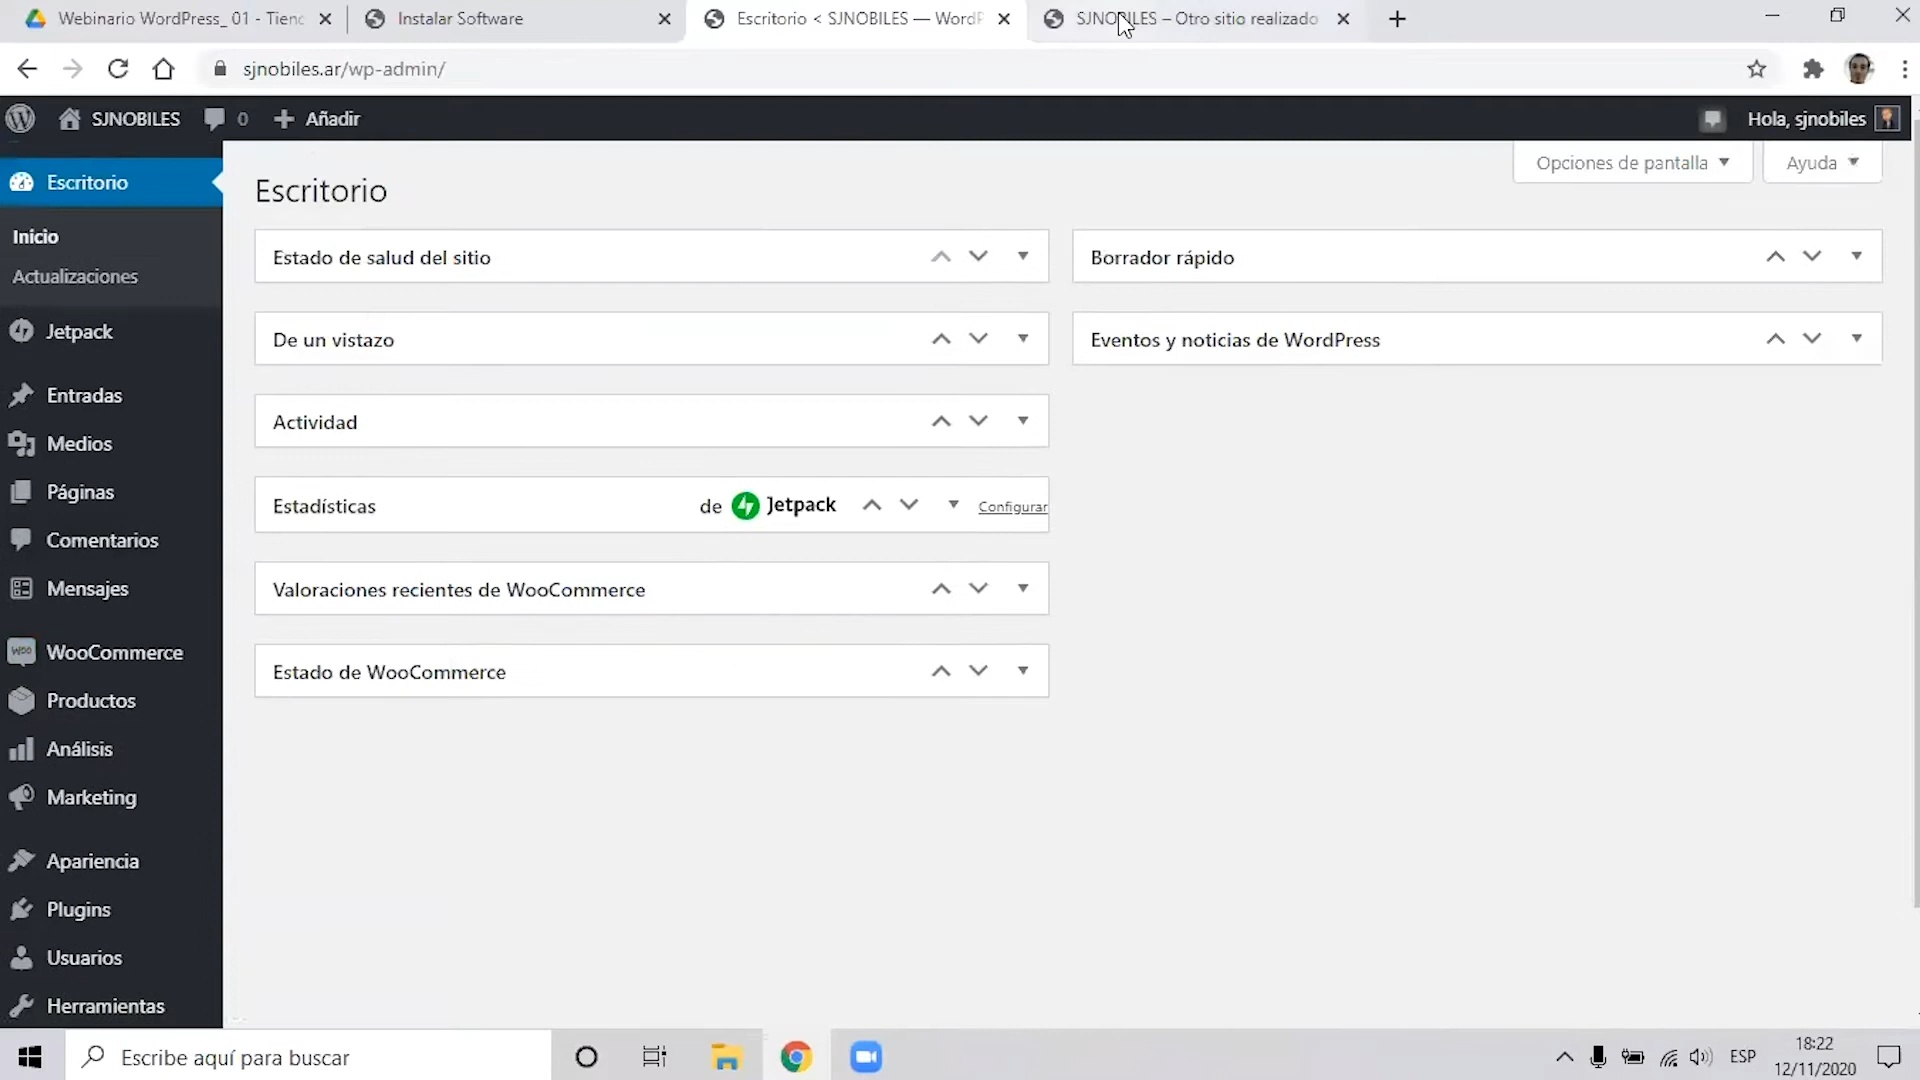 Webinario WordPress_ 01 - Tienc
Instalar Software
Escritorio < SJNOBILES — WordP
SJNOBILES – Otro sitio realizado
sjnobiles.ar/wp-admin/
SJNOBILES
0
Añadir
Hola, sjnobiles
Opciones de pantalla
Ayuda
Escritorio
Inicio
Actualizaciones
Jetpack
Entradas
Medios
Páginas
Comentarios
Mensajes
WOO
WooCommerce
Productos
Análisis
Marketing
Apariencia
Plugins
Usuarios
Herramientas
Escritorio
Estado de salud del sitio
De un vistazo
Actividad
Estadísticas de Jetpack Configurar
Valoraciones recientes de WooCommerce
Estado de WooCommerce
Borrador rápido
Eventos y noticias de WordPress
Escribe aquí para buscar
ESP
18:22
12/11/2020